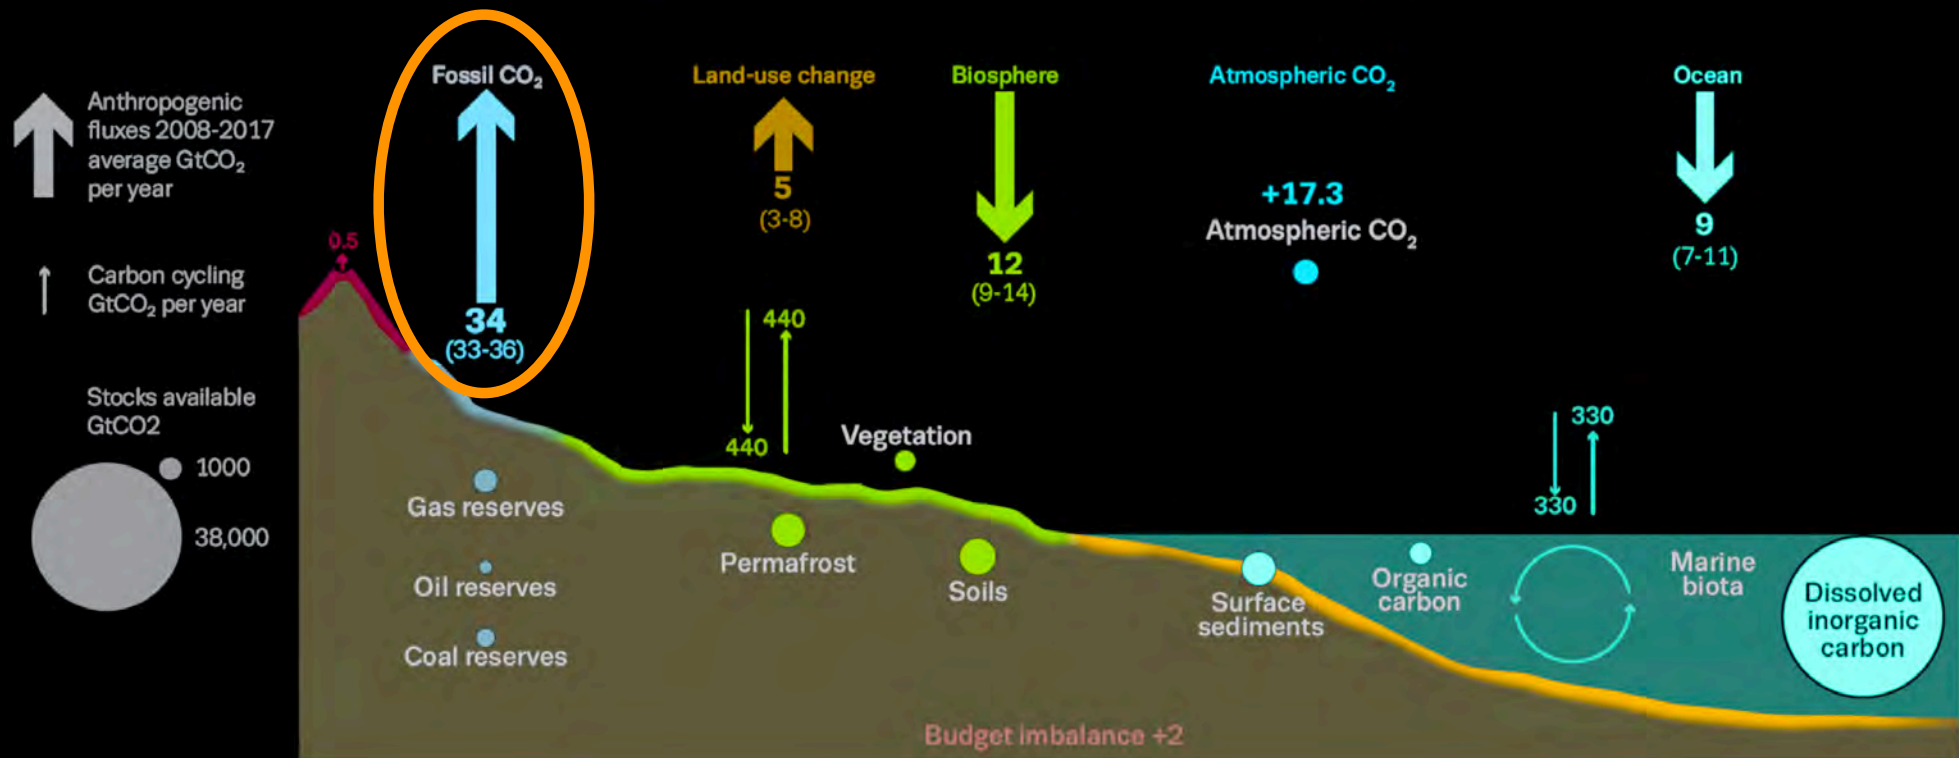 Anthropogenic
fluxes 2008-2017
average GtCO₂
per year
Carbon cycling
GtCO₂ per year
Stocks available
GtCO2
1000
38,000
0.5
Fossil CO₂
34
(33-36)
Gas reserves
Oil reserves
Coal reserves
Land-use change
5
(3-8)
440
440
Permafrost
Biosphere
12
(9-14)
Vegetation
Soils
Atmospheric CO₂
+17.3
Atmospheric CO₂
Surface
sediments
Organic
carbon
Ocean
9
(7-11)
330
330
Marine
biota
Dissolved
inorganic
carbon
Budget imbalance +2